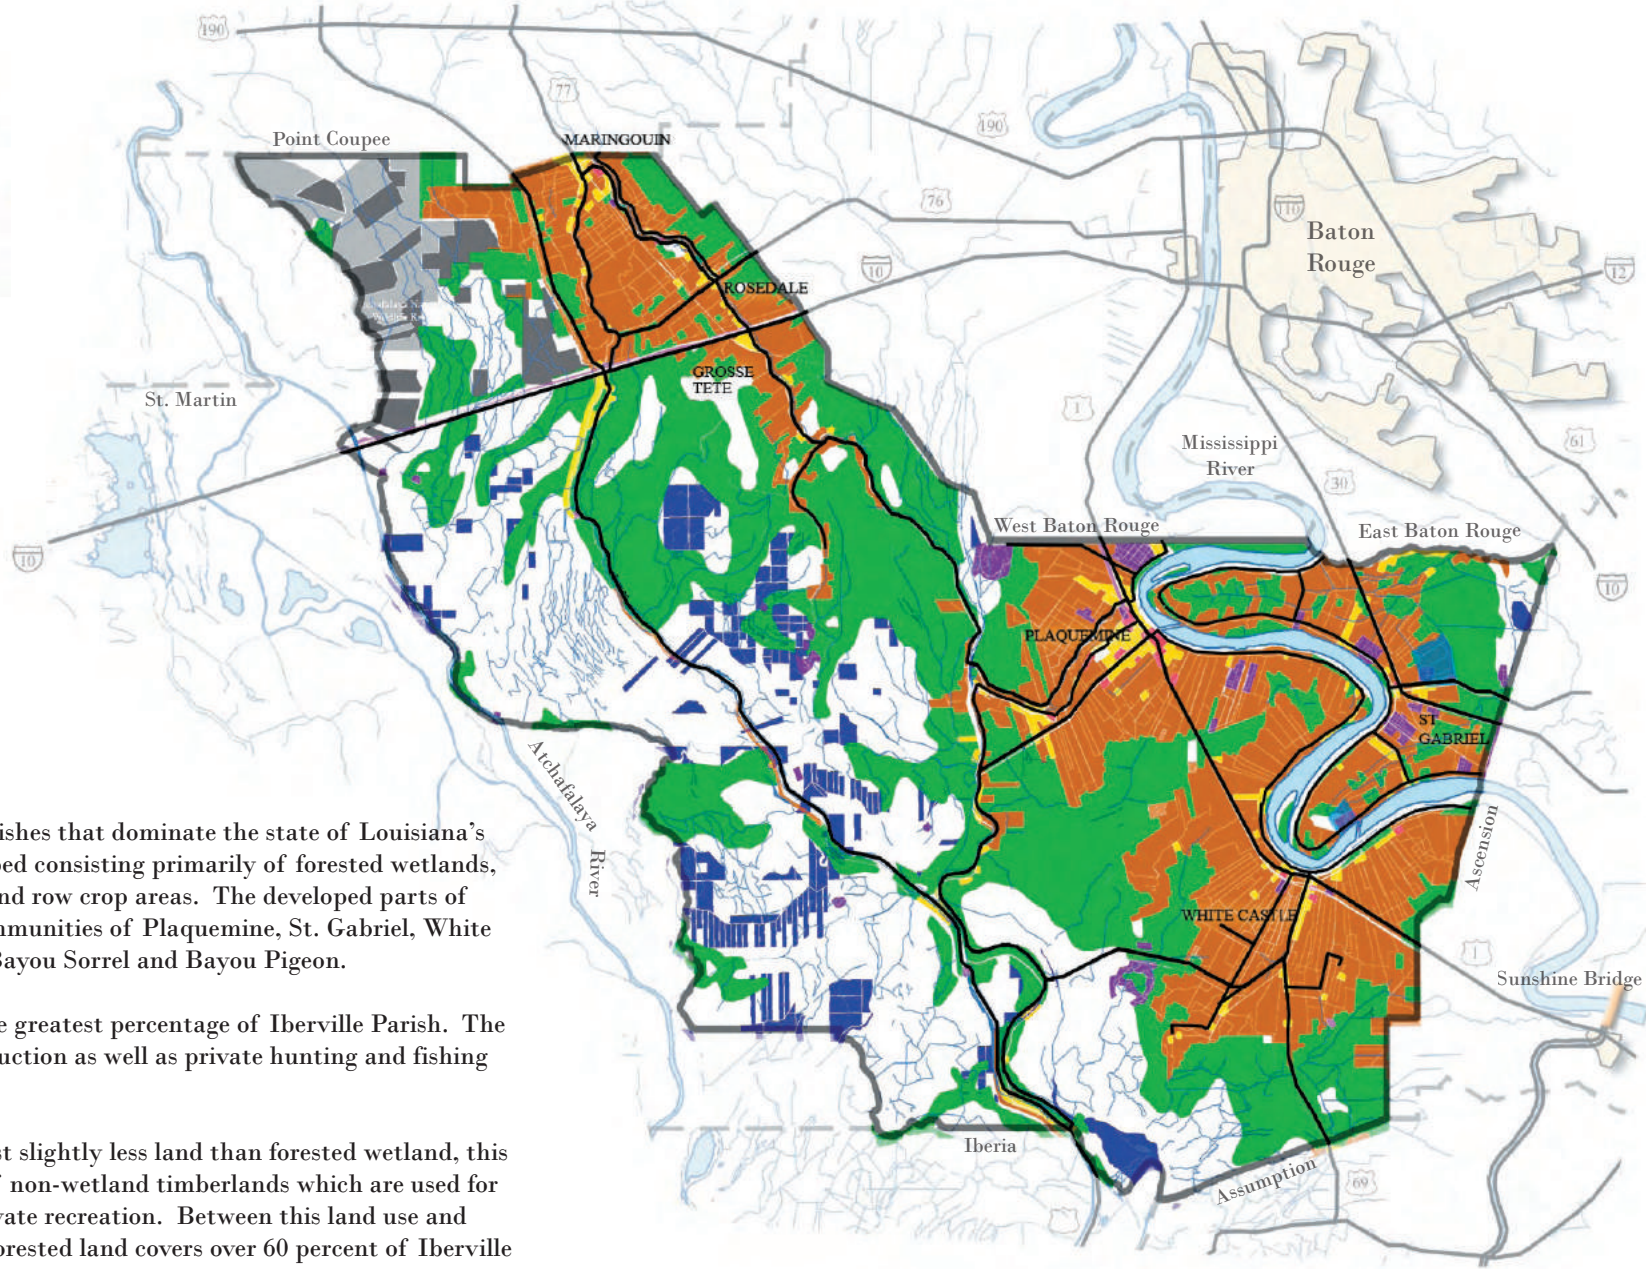 190
77
Point Coupee
MARINGOUIN
190
76
110
Baton
Rouge
10
12
ROSEDALE
Wildlife
GROSSE
TETE
St. Martin
1
61
Mississippi
River
30
West Baton Rouge
East Baton Rouge
10
10
PLAQUEMINE
ST
GABRIEL
Atchafalaya
River
Ascension
WHITE CASTLE
1
Sunshine Bridge
Iberia
Assumption
69
ishes that dominate the state of Louisiana’s
ed consisting primarily of forested wetlands,
nd row crop areas. The developed parts of
mmunities of Plaquemine, St. Gabriel, White
Bayou Sorrel and Bayou Pigeon.
e greatest percentage of Iberville Parish. The
uction as well as private hunting and fishing
st slightly less land than forested wetland, this
f non-wetland timberlands which are used for
vate recreation. Between this land use and
orested land covers over 60 percent of Iberville